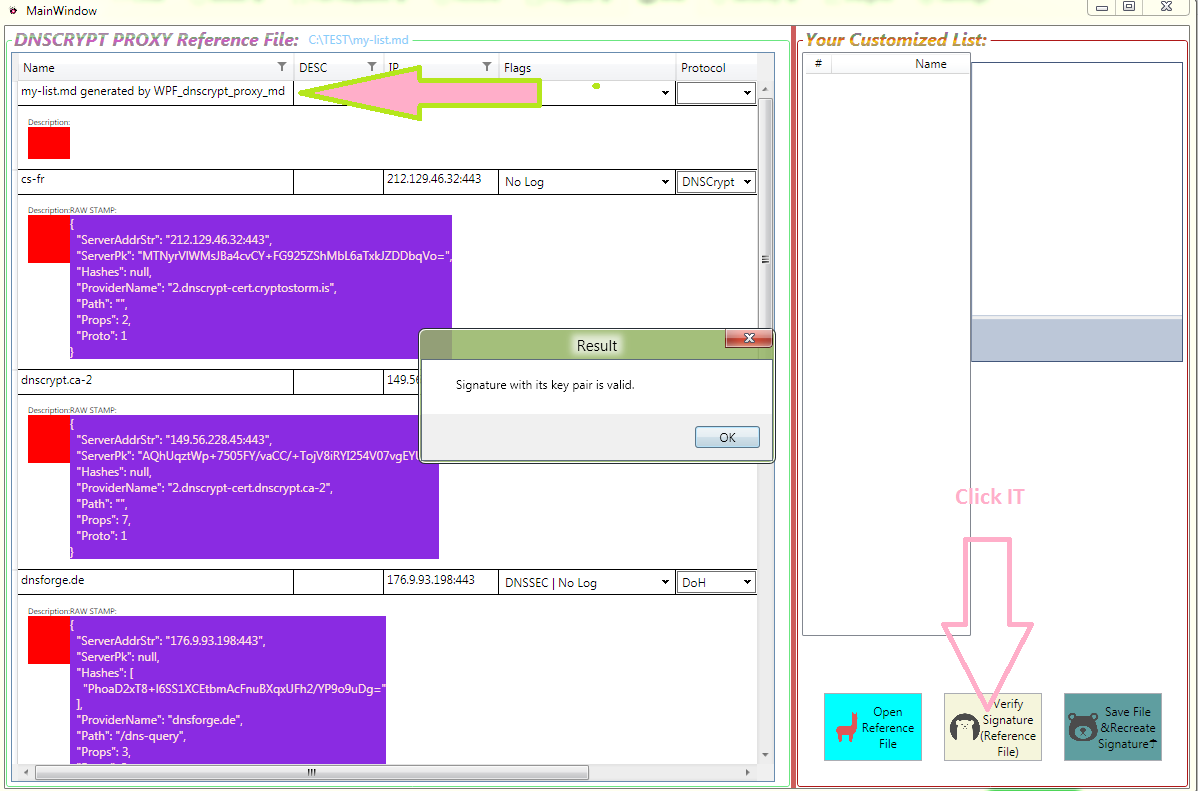 MainWindow
DNSCRYPT PROXY Reference File: C:\TEST\my-list.md
Name DESC IP Flags Protocol
my-list.md generated by WPF_dnscrypt_proxy_md
Description:
cs-fr 212.129.46.32:443 No Log DNSCrypt
Description:RAW STAMP:
{
"ServerAddrStr": "212.129.46.32:443",
"ServerPk": "MTNyrVlWMsJBa4cvCY+FG925ZShMbL6aTxkJZDDbqVo=",
"Hashes": null,
"ProviderName": "2.dnscrypt-cert.cryptostorm.is",
"Path": "",
"Props": 2,
"Proto": 1
}
dnscrypt.ca-2 149.56
Description:RAW STAMP:
{
"ServerAddrStr": "149.56.228.45:443",
"ServerPk": "AQhUqztWp+7505FY/vaCC/+TojV8iRYI254V07vgEYU
"Hashes": null,
"ProviderName": "2.dnscrypt-cert.dnscrypt.ca-2",
"Path": "",
"Props": 7,
"Proto": 1
}
dnsforge.de 176.9.93.198:443 DNSSEC | No Log DoH
Description:RAW STAMP:
{
"ServerAddrStr": "176.9.93.198:443",
"ServerPk": null,
"Hashes": [
"PhoaD2xT8+I6SS1XCEtbmAcFnuBXqxUFh2/YP9o9uDg="
],
"ProviderName": "dnsforge.de",
"Path": "/dns-query",
"Props": 3,
Result
Signature with its key pair is valid.
OK
Your Customized List:
# Name
Click IT
Open
Reference
File
Verify
Signature
(Reference
File)
Save File
&Recreate
Signature☂